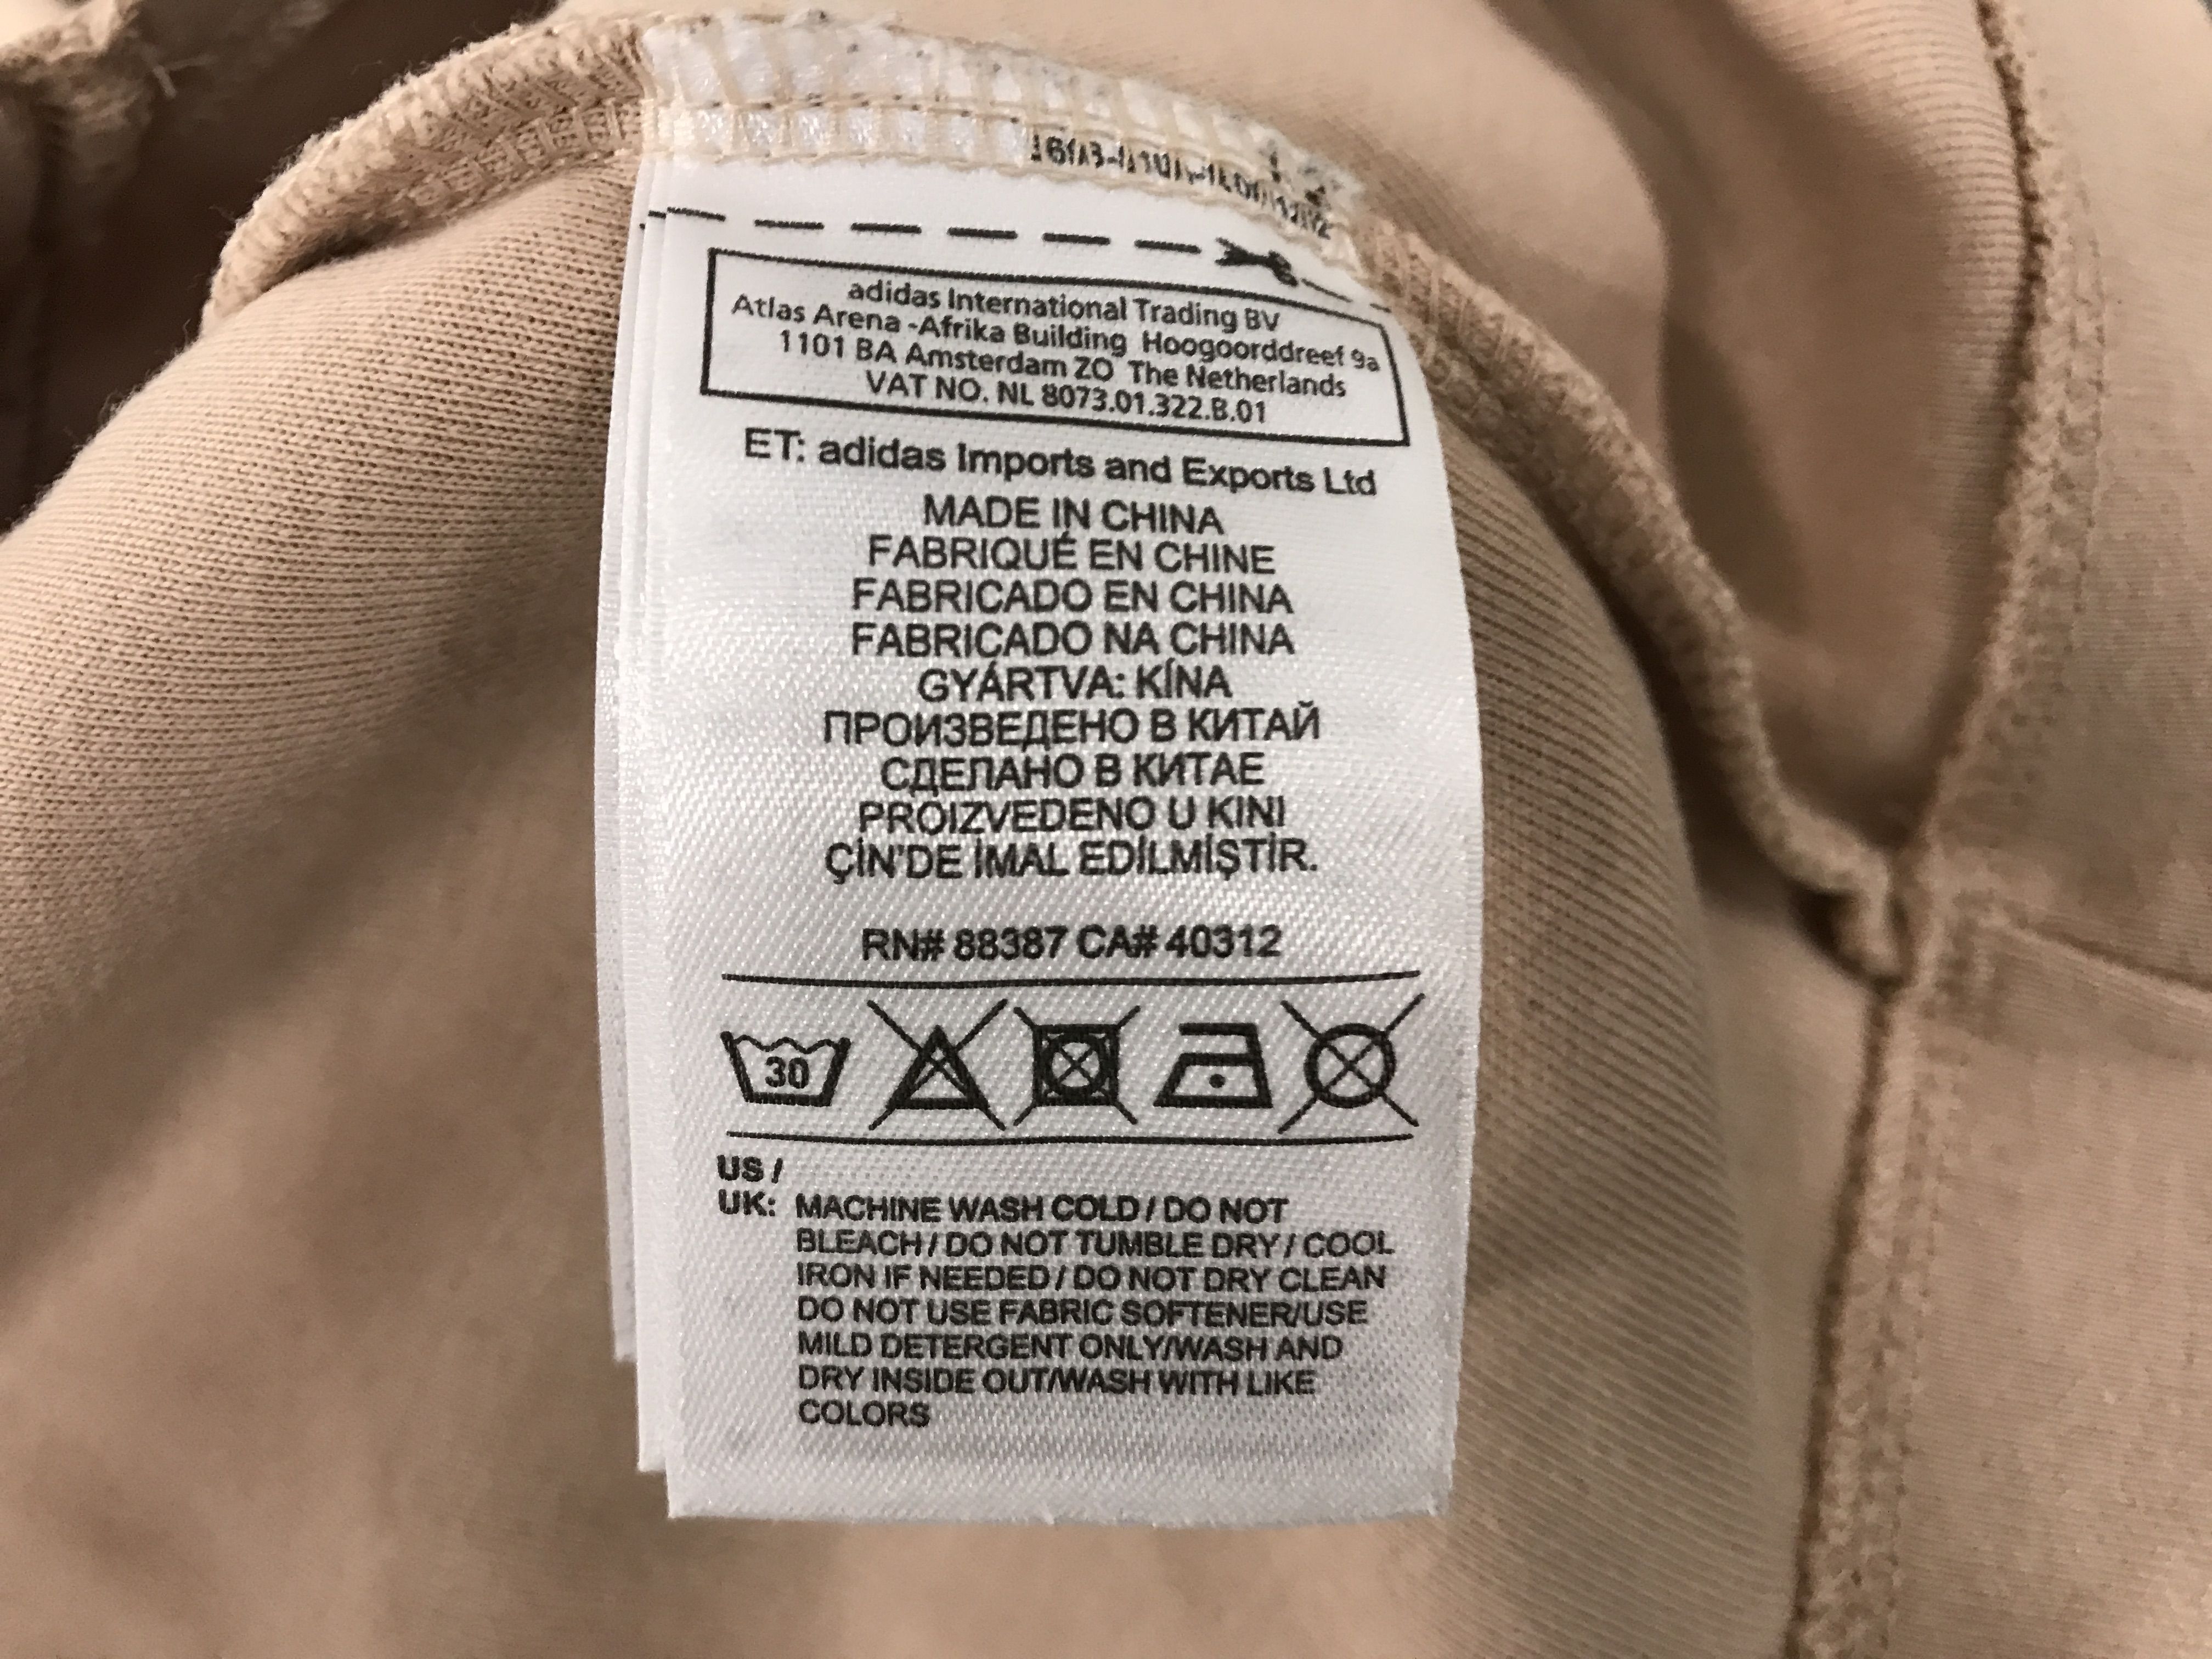 adidas International Trading BV
Atlas Arena -Afrika Building Hoogoorddreef 9a
1101 BA Amsterdam ZO The Netherlands
VAT NO. NL 8073.01.322.B.01
ET: adidas Imports and Exports Ltd
MADE IN CHINA
FABRIQUÉ EN CHINE
FABRICADO EN CHINA
FABRICADO NA CHINA
GYÁRTVA: KÍNA
ПРОИЗВЕДЕНО В КИТАЙ
СДЕЛАНО В КИТАЕ
PROIZVEDENO U KINI
ÇİN'DE İMAL EDİLMİŞTİR.
RN# 88387 CA# 40312
30
US /
UK: MACHINE WASH COLD / DO NOT
BLEACH / DO NOT TUMBLE DRY / COOL
IRON IF NEEDED / DO NOT DRY CLEAN
DO NOT USE FABRIC SOFTENER/USE
MILD DETERGENT ONLY/WASH AND
DRY INSIDE OUT/WASH WITH LIKE
COLORS